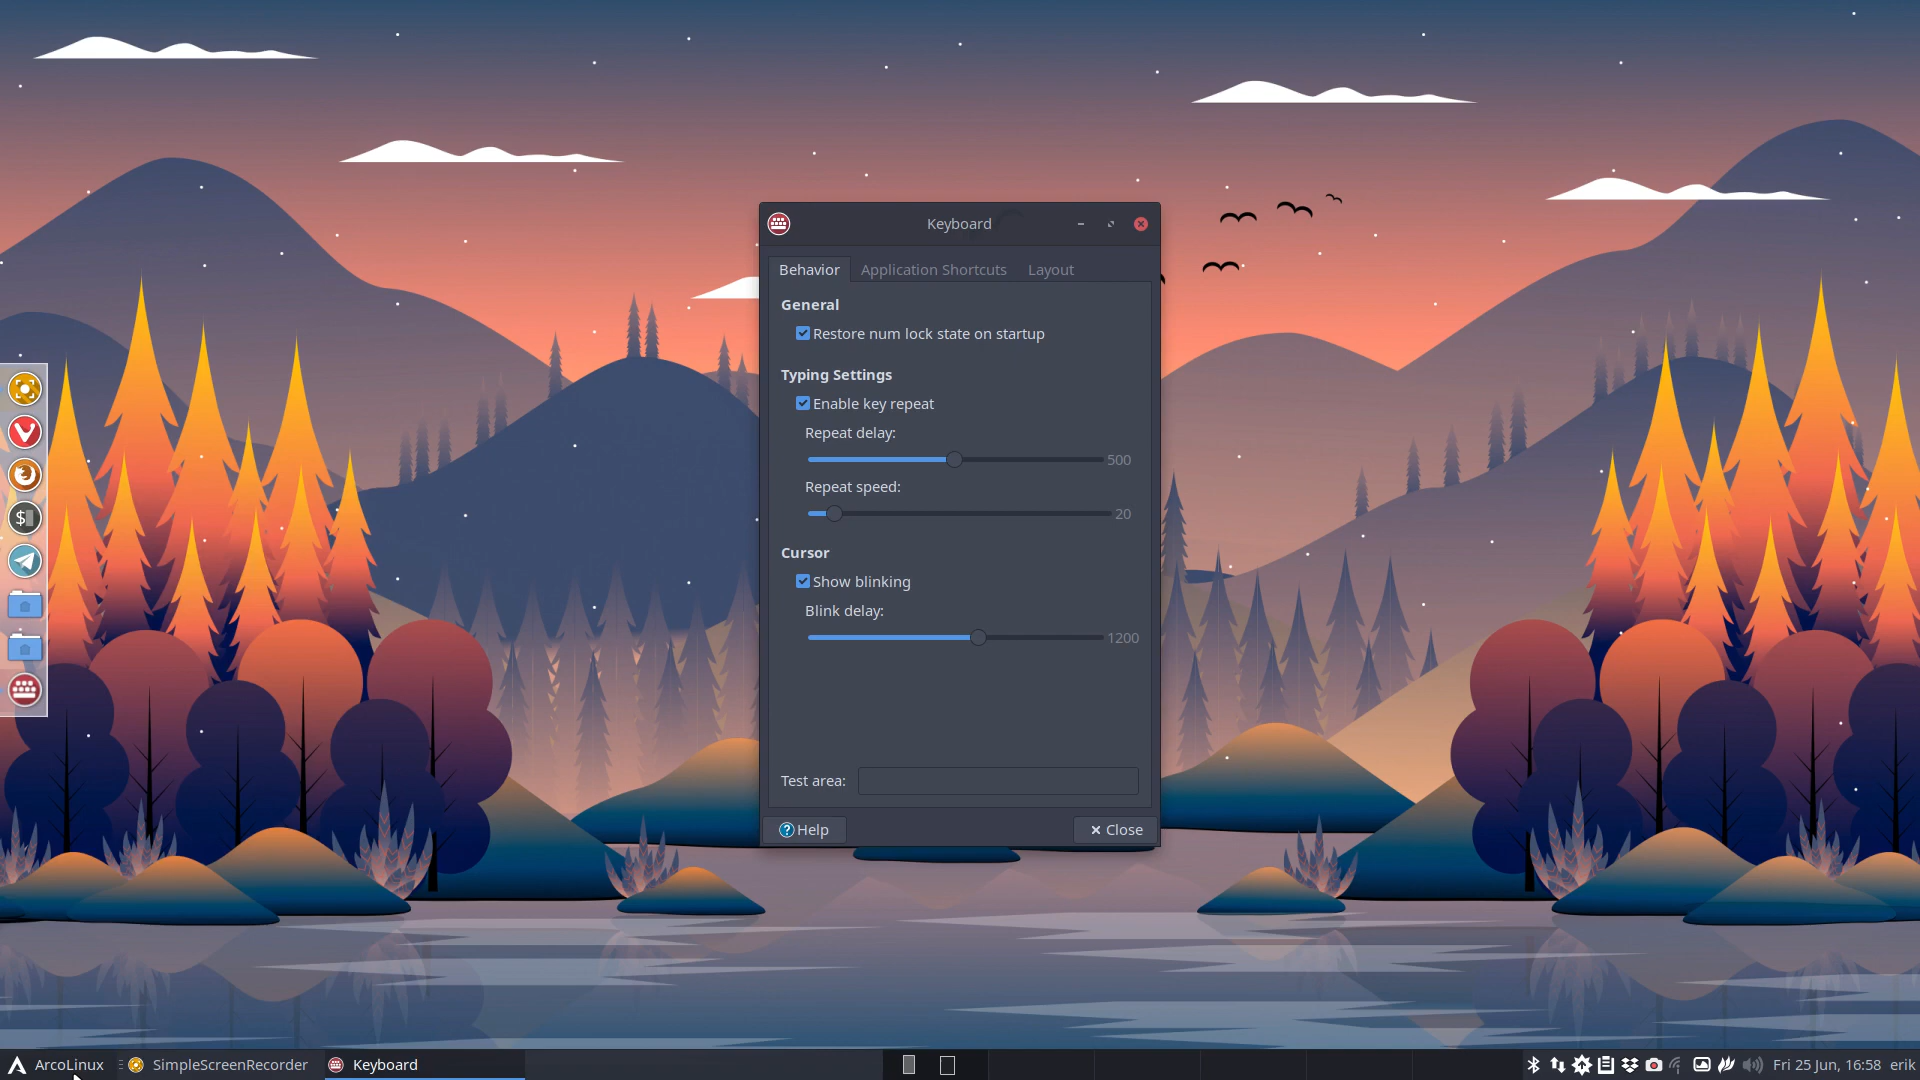 Keyboard
Behavior Application Shortcuts Layout
General
Restore num lock state on startup
Typing Settings
Enable key repeat
Repeat delay:
500
Repeat speed:
20
Cursor
Show blinking
Blink delay:
1200
Test area:
? Help
Close
$
ArcoLinux SimpleScreenRecorder Keyboard Fri 25 Jun, 16:58 erik